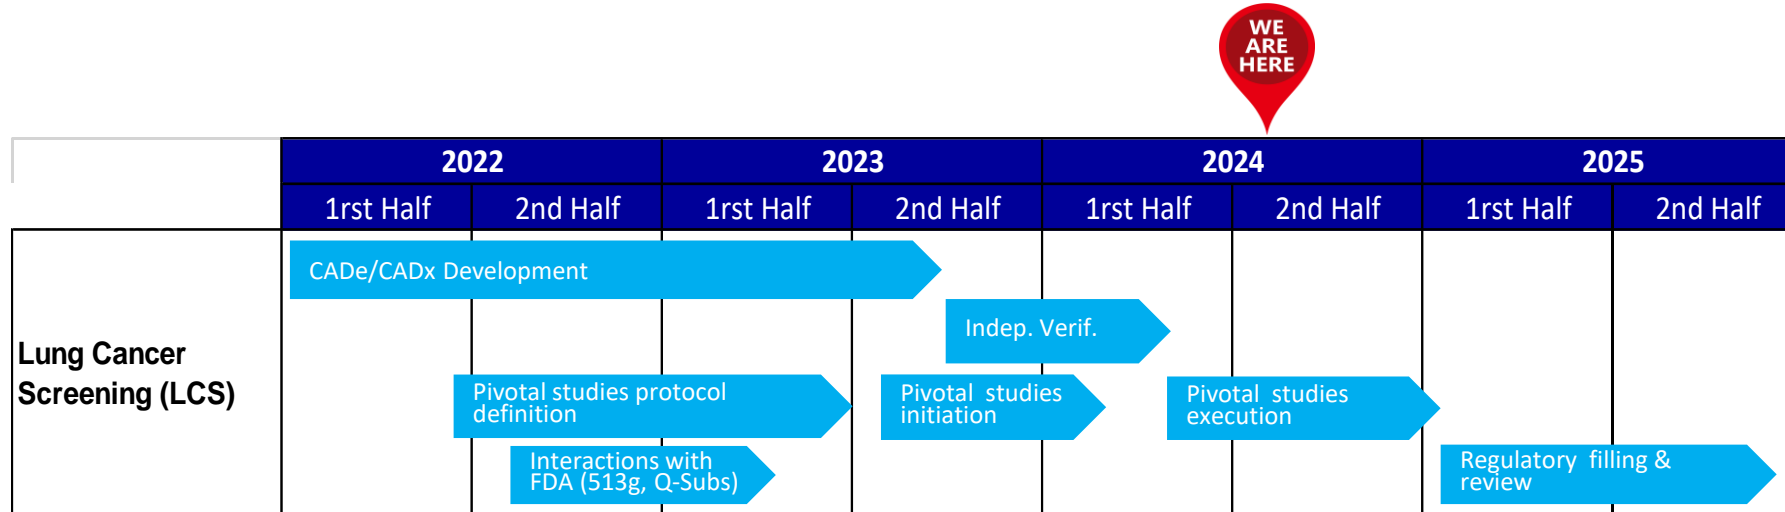 WE
ARE
HERE
2022 2023 2024 2025
1rst Half 2nd Half 1rst Half 2nd Half 1rst Half 2nd Half 1rst Half 2nd Half
Lung Cancer
Screening (LCS)
CADe/CADx Development
Indep. Verif.
Pivotal studies protocol
definition
Pivotal studies
initiation
Pivotal studies
execution
Interactions with
FDA (513g, Q-Subs)
Regulatory filling &
review